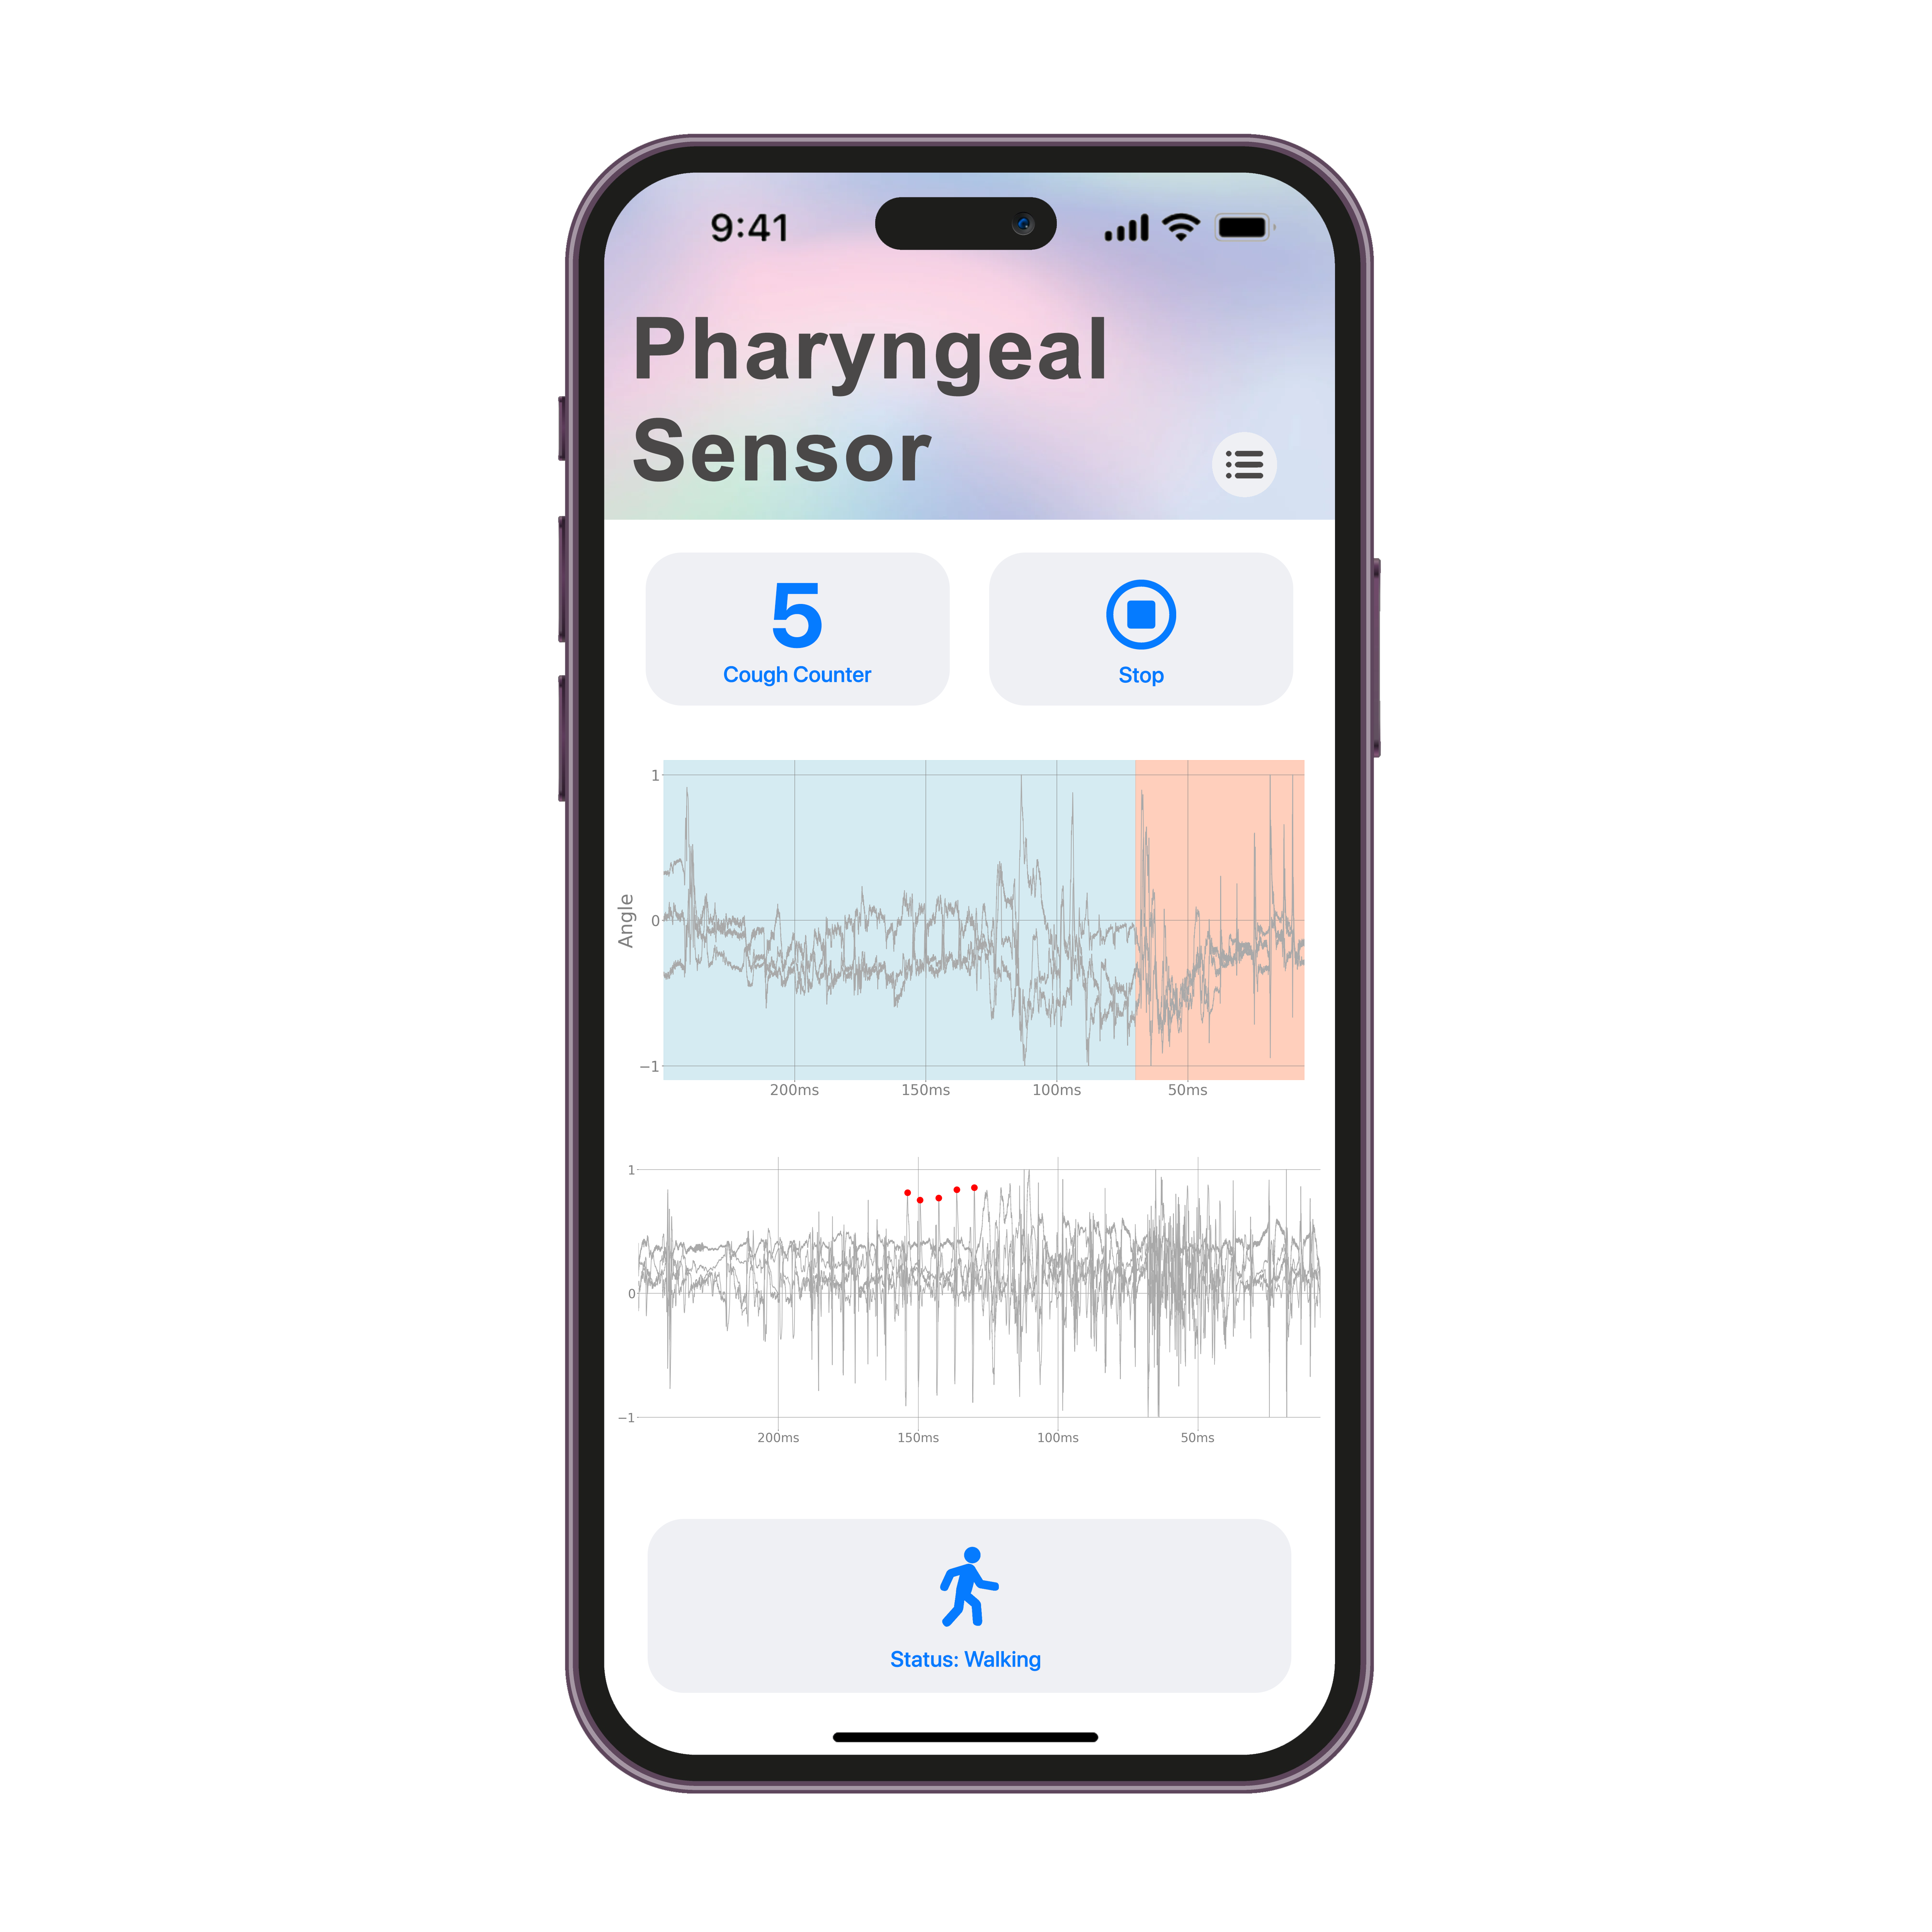 9:41
Pharyngeal
Sensor
5
Cough Counter
Stop
1
Angle
0
−1
200ms 150ms 100ms 50ms
1
0
−1
200ms 150ms 100ms 50ms
Status: Walking